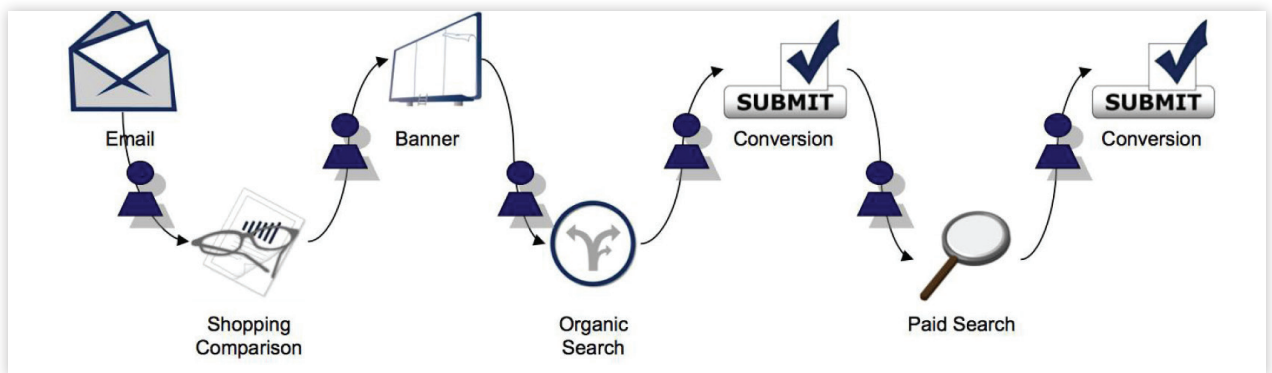 Email
Shopping
Comparison
Banner
Organic
Search
SUBMIT
Conversion
Paid Search
SUBMIT
Conversion